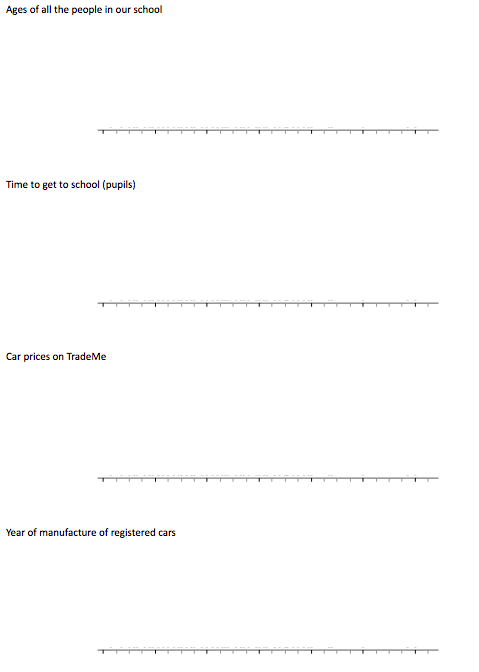 Ages of all the people in our school
Time to get to school (pupils)
Car prices on TradeMe
Year of manufacture of registered cars